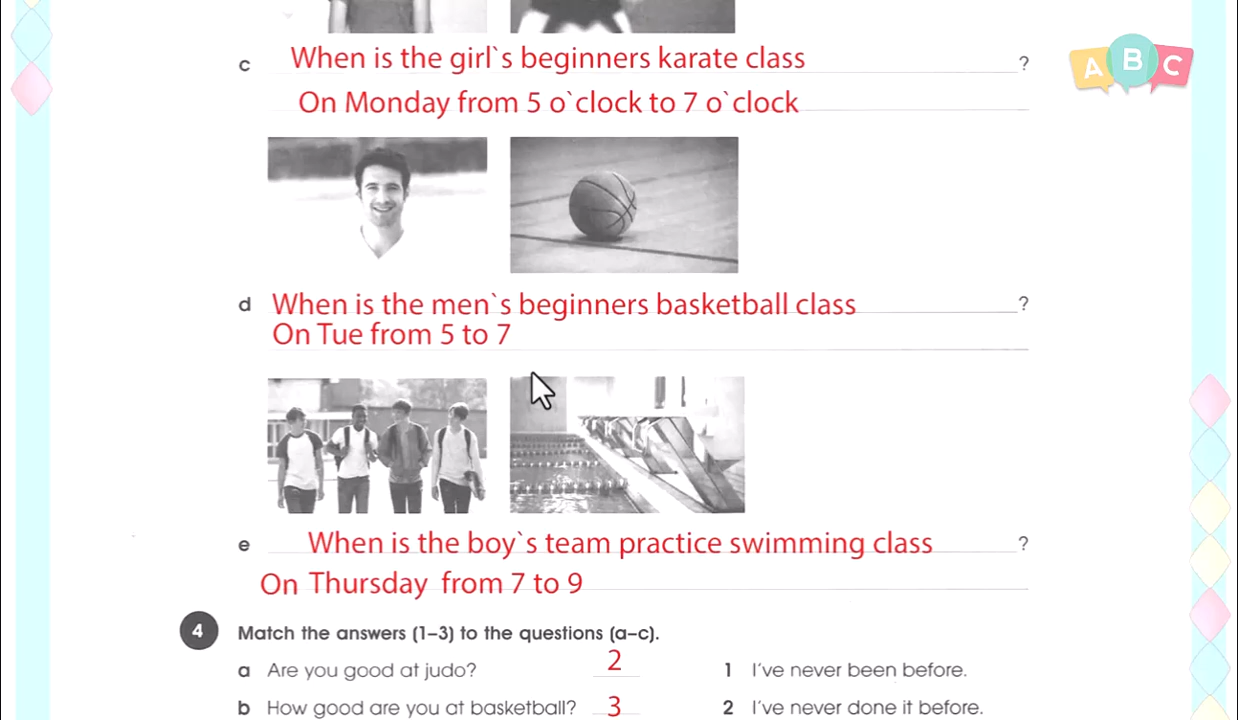 A B C
c When is the girl`s beginners karate class ?
On Monday from 5 o`clock to 7 o`clock
d When is the men`s beginners basketball class ?
On Tue from 5 to 7
e When is the boy`s team practice swimming class ?
On Thursday from 7 to 9
4 Match the answers (1–3) to the questions (a–c).
a Are you good at judo? 2 1 I've never been before.
b How good are you at basketball? 3 2 I've never done it before.